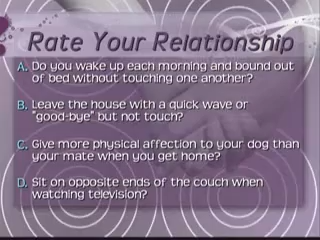 Rate Your Relationship
A. Do you wake up each morning and bound out
of bed without touching one another?
B. Leave the house with a quick wave or
"good-bye" but not touch?
C. Give more physical affection to your dog than
your mate when you get home?
D. Sit on opposite ends of the couch when
watching television?